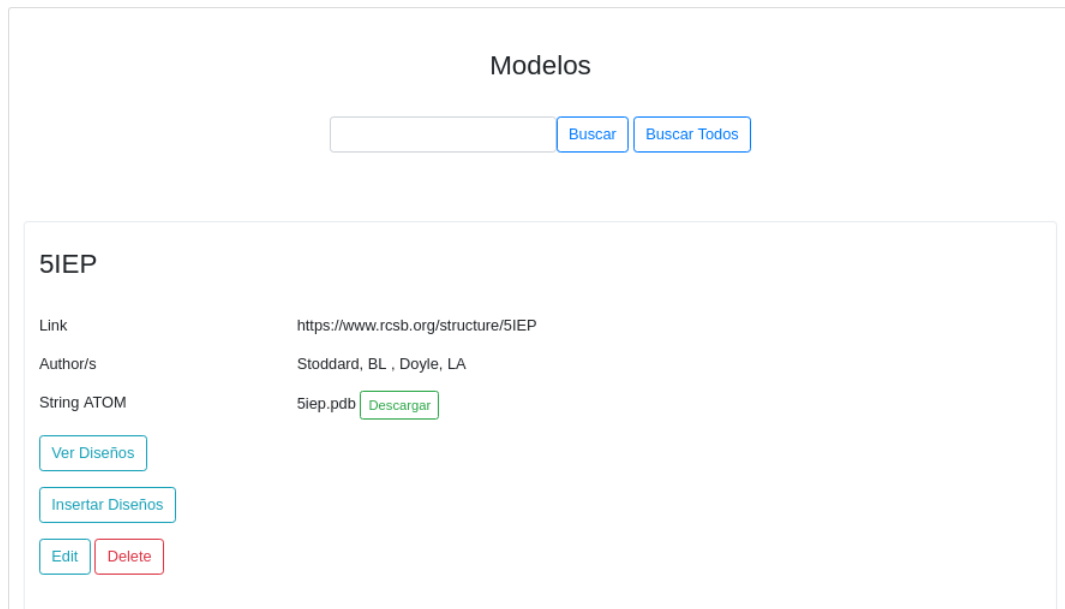 Modelos
Buscar Buscar Todos
5IEP
Link https://www.rcsb.org/structure/5IEP
Author/s Stoddard, BL , Doyle, LA
String ATOM 5iep.pdb Descargar
Ver Diseños
Insertar Diseños
Edit Delete